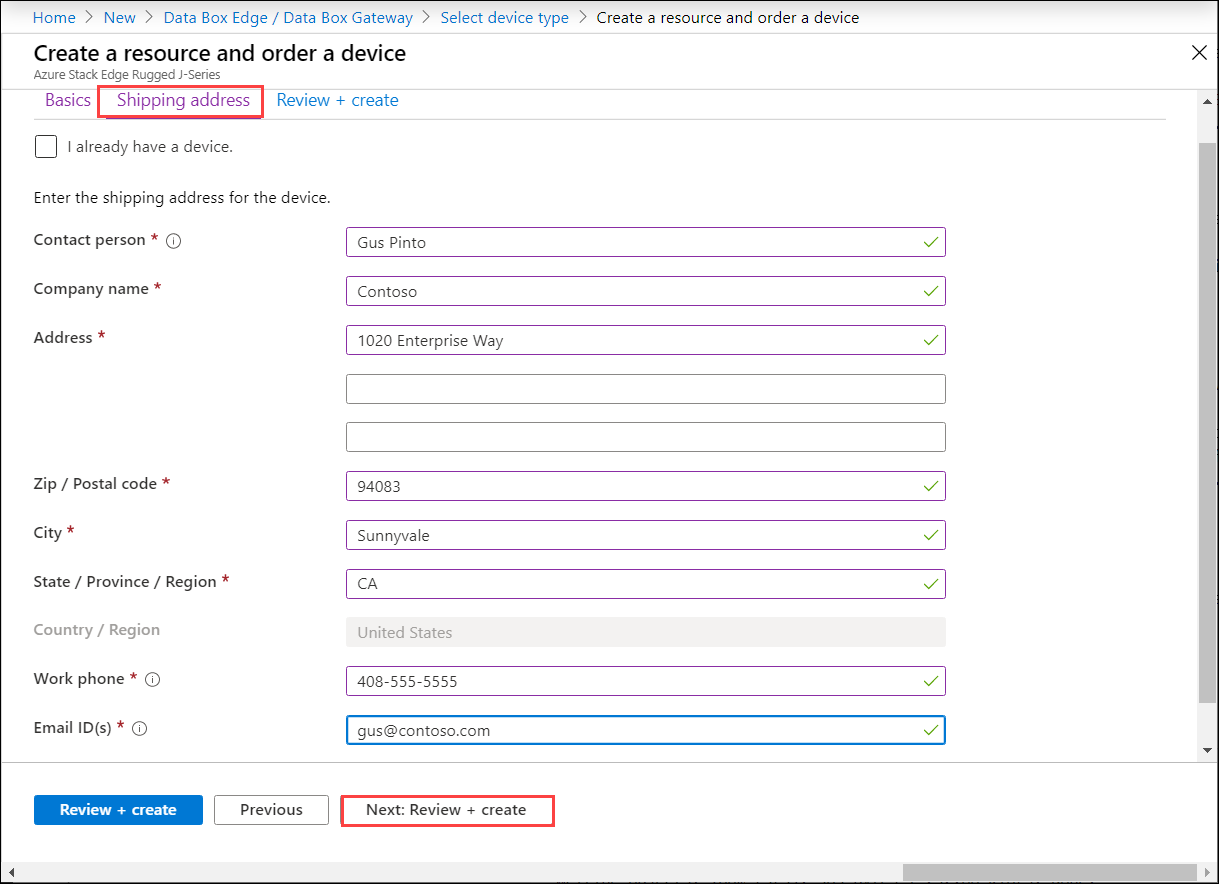 Home > New > Data Box Edge / Data Box Gateway > Select device type > Create a resource and order a device
Create a resource and order a device
Azure Stack Edge Rugged J-Series
Basics Shipping address Review + create
I already have a device.
Enter the shipping address for the device.
Contact person * Gus Pinto
Company name * Contoso
Address * 1020 Enterprise Way
Zip / Postal code * 94083
City * Sunnyvale
State / Province / Region * CA
Country / Region United States
Work phone * 408-555-5555
Email ID(s) * gus@contoso.com
Review + create Previous Next: Review + create